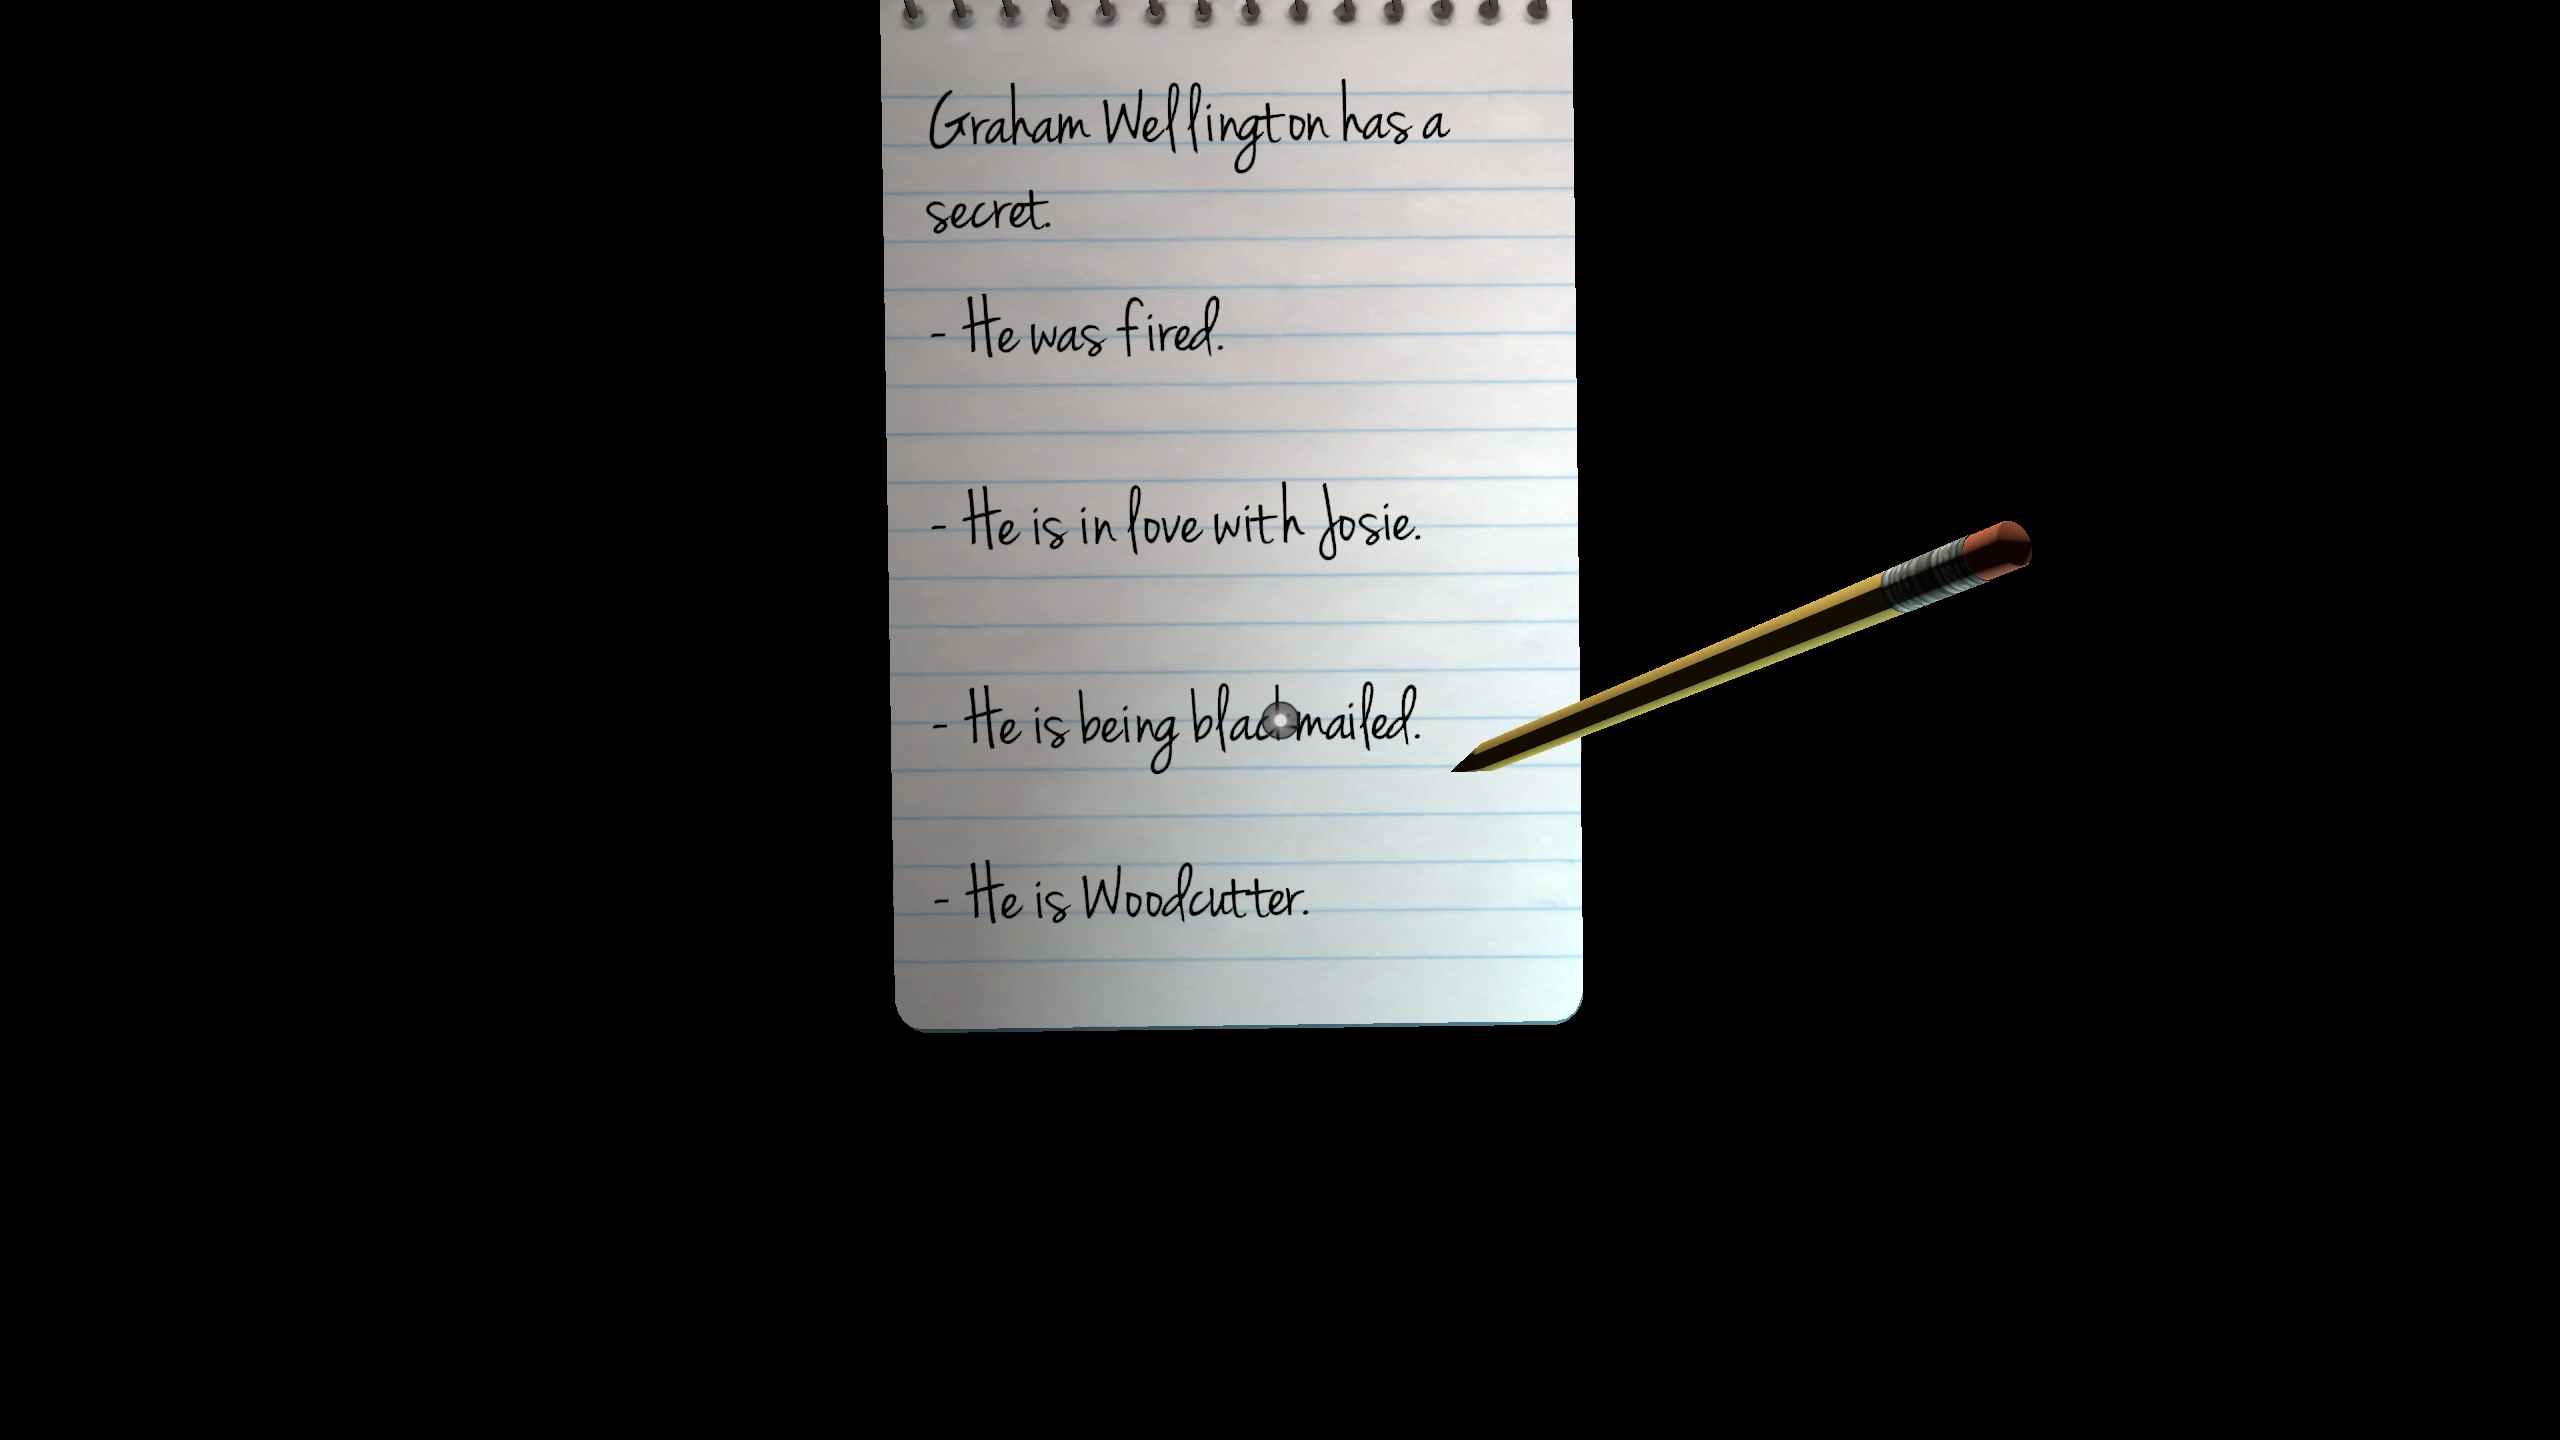 Graham Wellington has a
secret.
- He was fired.
- He is in love with Josie.
- He is being blackmailed.
- He is Woodcutter.